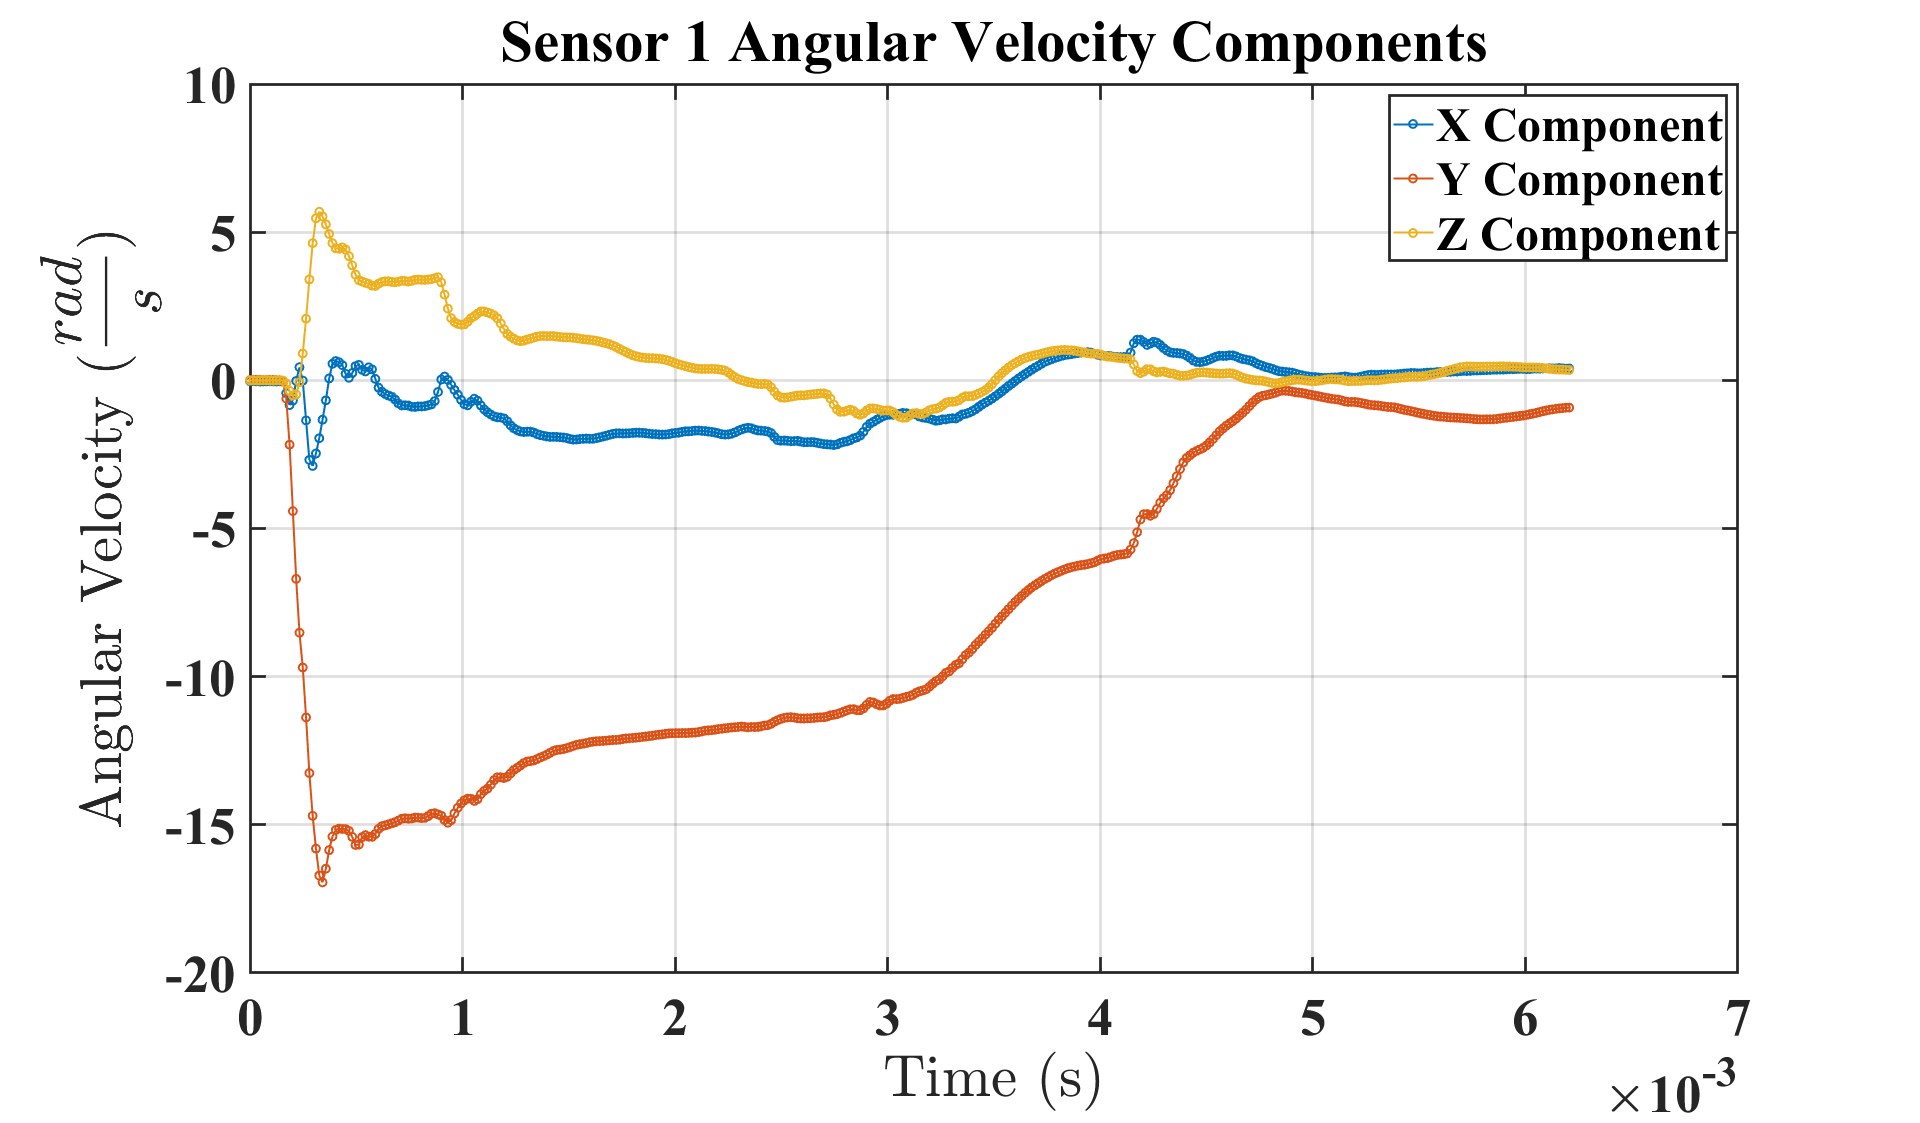 Sensor 1 Angular Velocity Components
10
5
0
-5
-10
-15
-20
Angular Velocity (rad/s)
X Component
Y Component
Z Component
0 1 2 3 4 5 6 7
Time (s)
×10-3